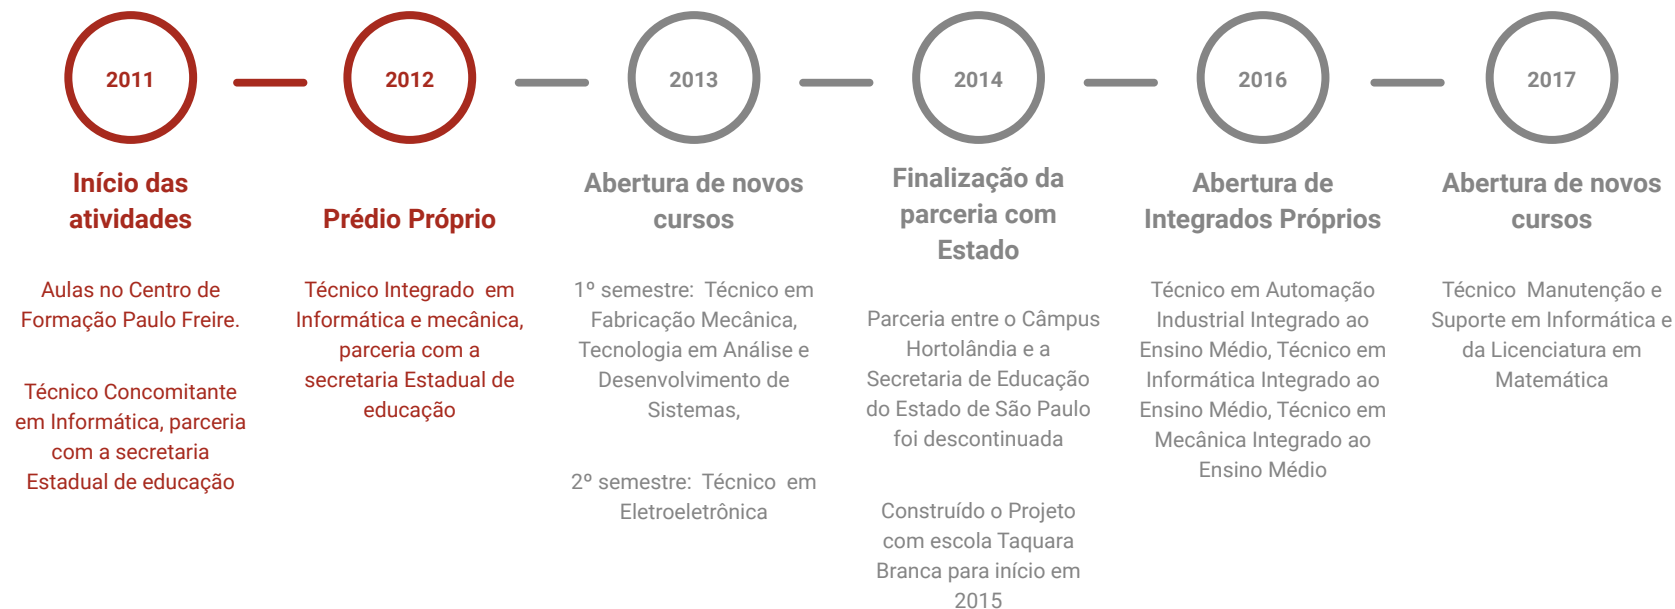 2011
Início das
atividades
Aulas no Centro de
Formação Paulo Freire.
Técnico Concomitante
em Informática, parceria
com a secretaria
Estadual de educação
2012
Prédio Próprio
Técnico Integrado  em
Informática e mecânica,
parceria com a
secretaria Estadual de
educação
2013
Abertura de novos
cursos
1º semestre:  Técnico em
Fabricação Mecânica,
Tecnologia em Análise e
Desenvolvimento de
Sistemas,
2º semestre:  Técnico  em
Eletroeletrônica
2014
Finalização da
parceria com
Estado
Parceria entre o Câmpus
Hortolândia e a
Secretaria de Educação
do Estado de São Paulo
foi descontinuada
Construído o Projeto
com escola Taquara
Branca para início em
2015
2016
Abertura de
Integrados Próprios
Técnico em Automação
Industrial Integrado ao
Ensino Médio, Técnico em
Informática Integrado ao
Ensino Médio, Técnico em
Mecânica Integrado ao
Ensino Médio
2017
Abertura de novos
cursos
Técnico  Manutenção e
Suporte em Informática e
da Licenciatura em
Matemática